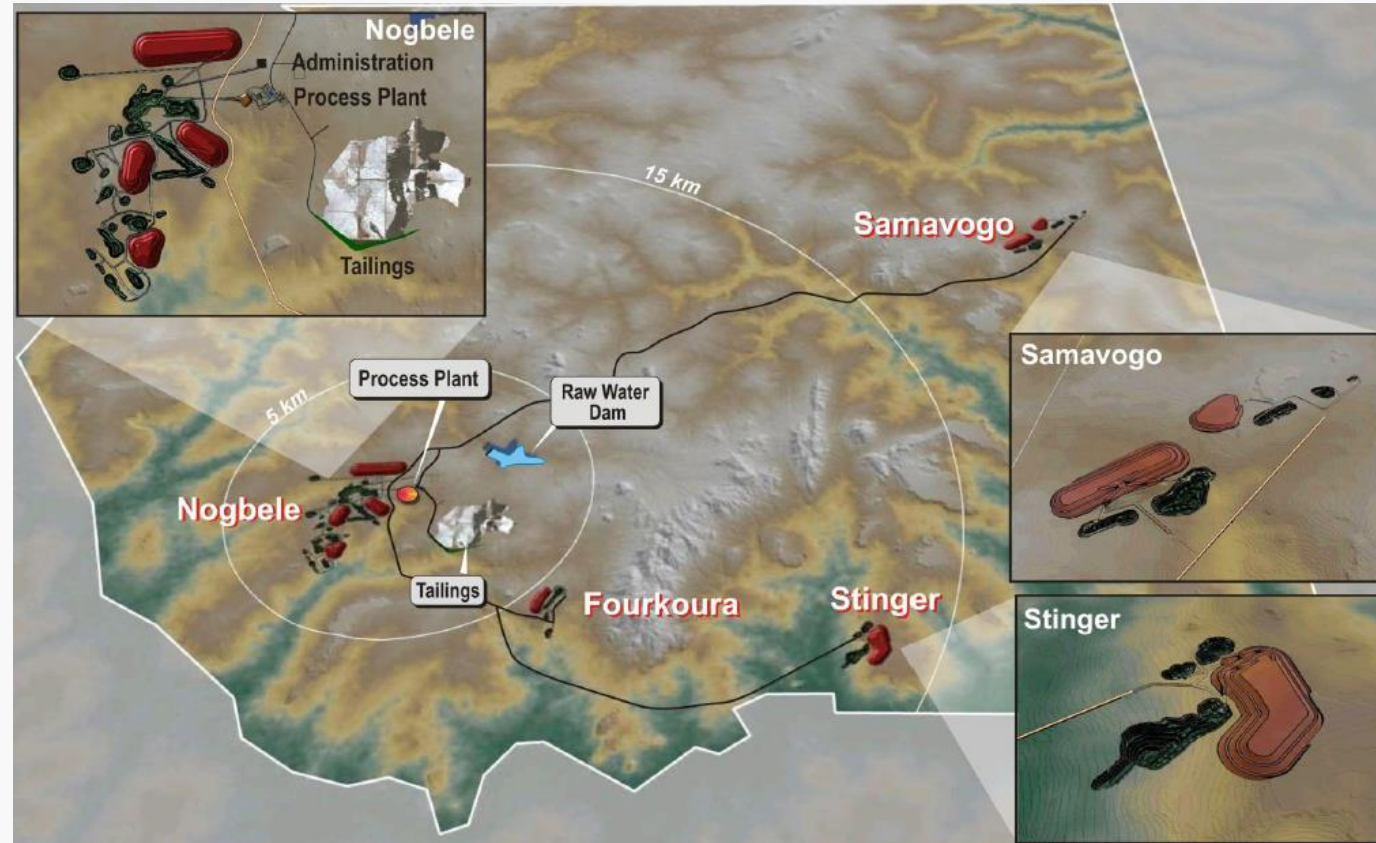 Nogbele
Administration
Process Plant
Tailings
15 km
Samavogo
Samavogo
Process Plant
Raw Water
Dam
5 km
Nogbele
Tailings
Fourkoura
Stinger
Stinger